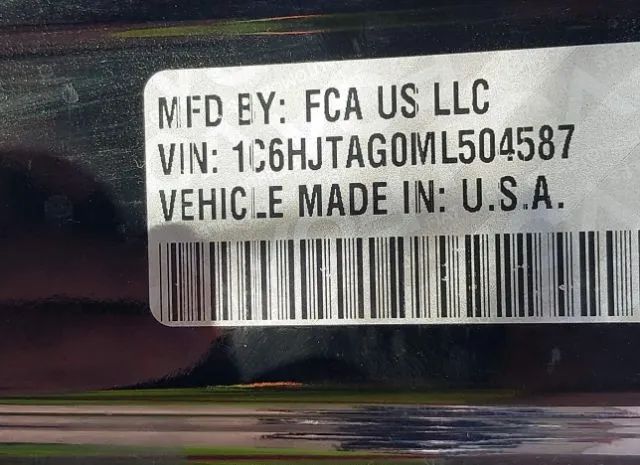 MFD BY: FCA US LLC
VIN: 1C6HJTAG0ML504587
VEHICLE MADE IN: U.S.A.